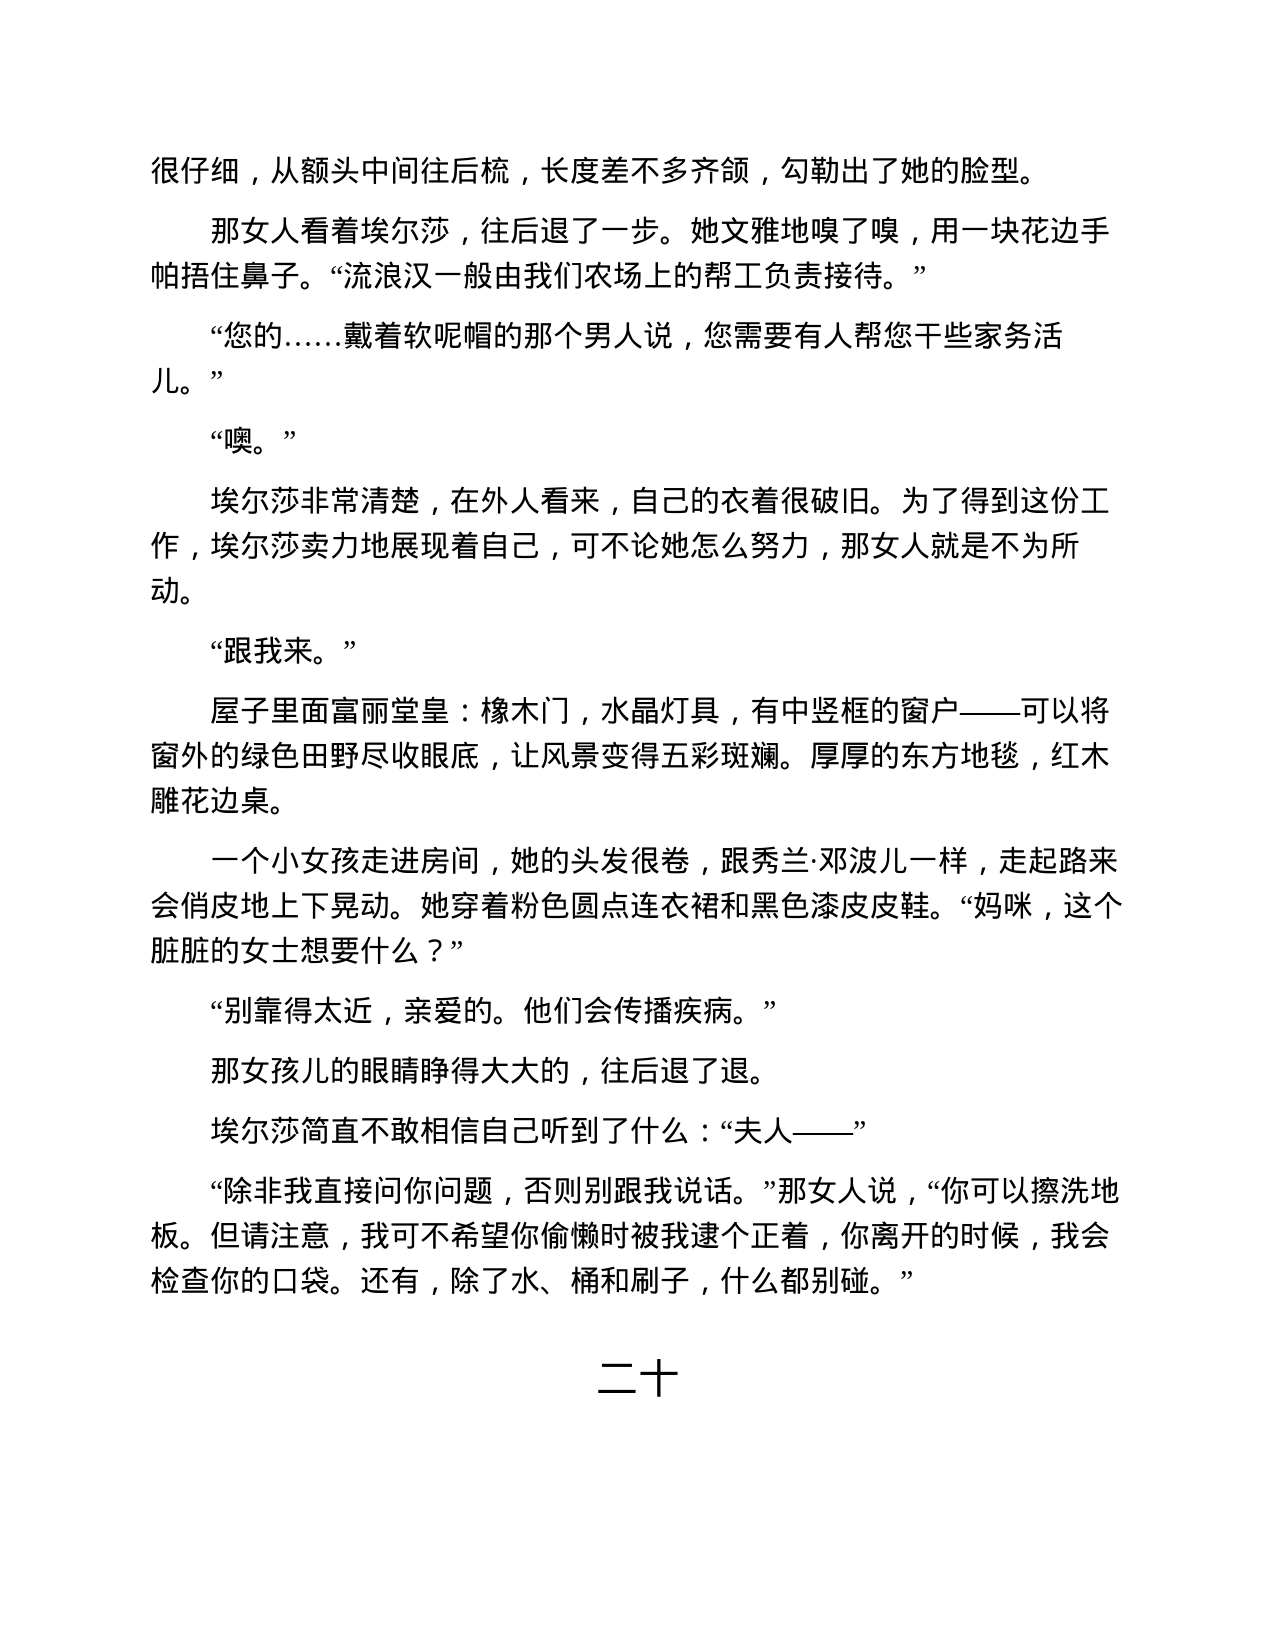 很仔细，从额头中间往后梳，长度差不多齐颌，勾勒出了她的脸型。
那女人看着埃尔莎，往后退了一步。她文雅地嗅了嗅，用一块花边手
帕捂住鼻子。“流浪汉一般由我们农场上的帮工负责接待。”
“您的……戴着软呢帽的那个男人说，您需要有人帮您干些家务活
儿。”
“噢。”
埃尔莎非常清楚，在外人看来，自己的衣着很破旧。为了得到这份工
作，埃尔莎卖力地展现着自己，可不论她怎么努力，那女人就是不为所
动。
“跟我来。”
屋子里面富丽堂皇：橡木门，水晶灯具，有中竖框的窗户——可以将
窗外的绿色田野尽收眼底，让风景变得五彩斑斓。厚厚的东方地毯，红木
雕花边桌。
一个小女孩走进房间，她的头发很卷，跟秀兰·邓波儿一样，走起路来
会俏皮地上下晃动。她穿着粉色圆点连衣裙和黑色漆皮皮鞋。“妈咪，这个
脏脏的女士想要什么？”
“别靠得太近，亲爱的。他们会传播疾病。”
那女孩儿的眼睛睁得大大的，往后退了退。
埃尔莎简直不敢相信自己听到了什么：“夫人——”
“除非我直接问你问题，否则别跟我说话。”那女人说，“你可以擦洗地
板。但请注意，我可不希望你偷懒时被我逮个正着，你离开的时候，我会
检查你的口袋。还有，除了水、桶和刷子，什么都别碰。”
二十